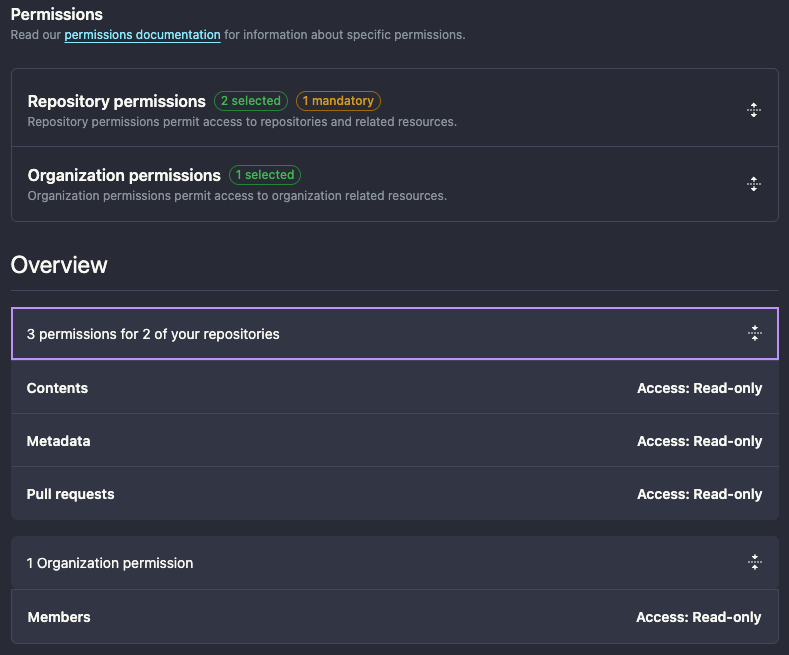 Permissions
Read our permissions documentation for information about specific permissions.
Repository permissions 2 selected 1 mandatory
Repository permissions permit access to repositories and related resources.
Organization permissions 1 selected
Organization permissions permit access to organization related resources.
Overview
3 permissions for 2 of your repositories
Contents Access: Read-only
Metadata Access: Read-only
Pull requests Access: Read-only
1 Organization permission
Members Access: Read-only